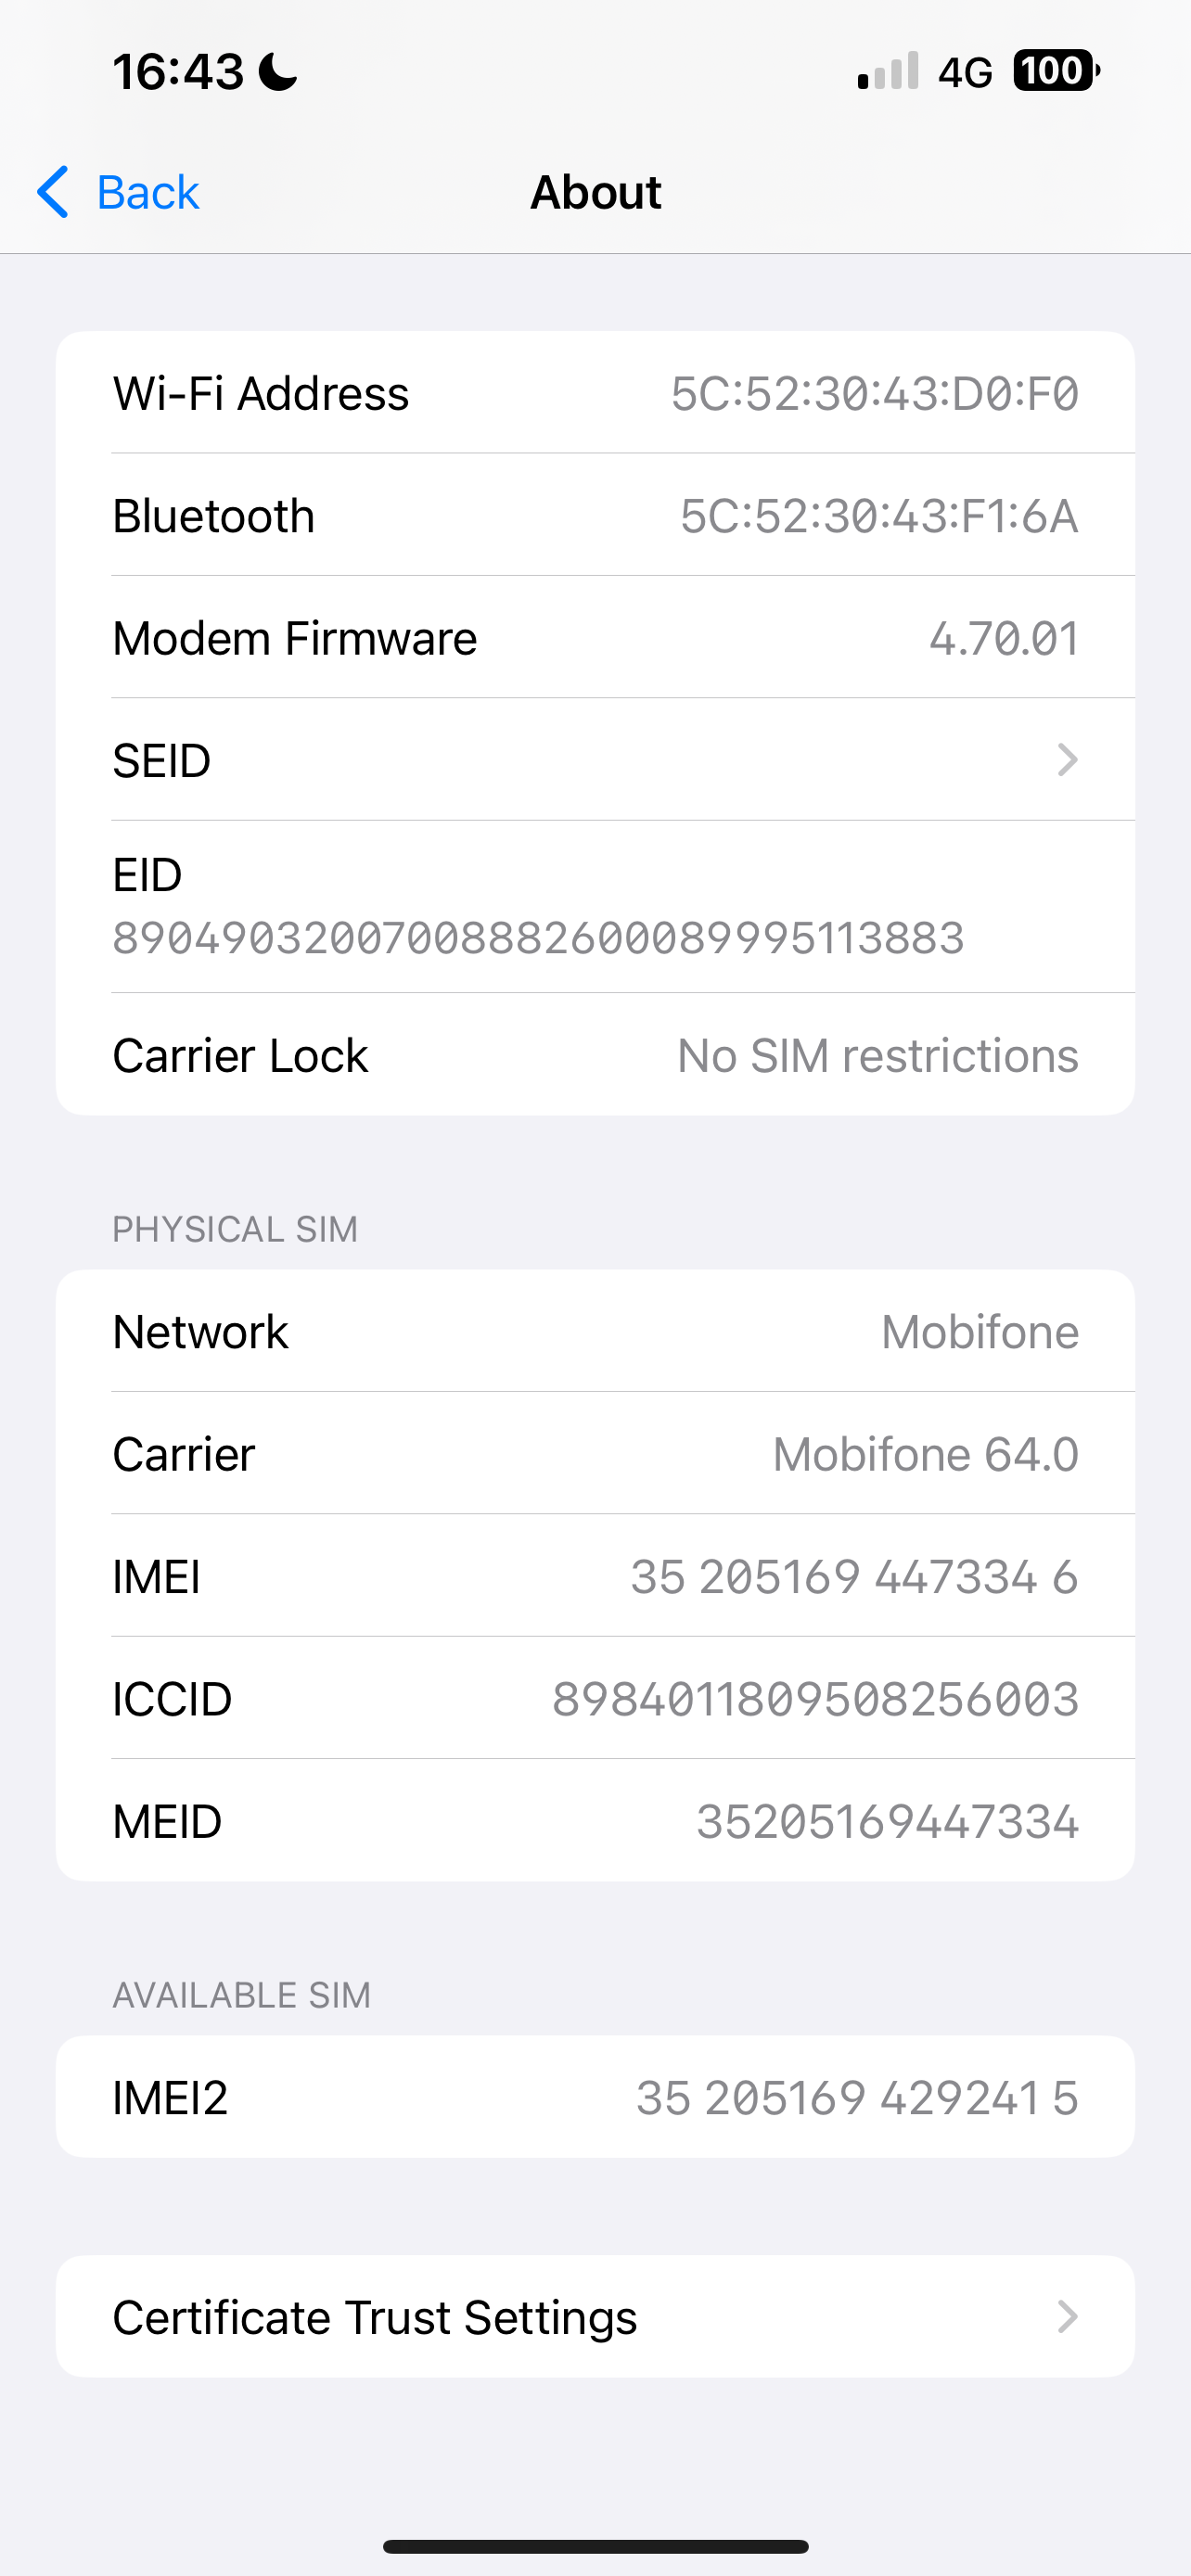 16:43
4G 100
Back
About
Wi-Fi Address 5C:52:30:43:D0:F0
Bluetooth 5C:52:30:43:F1:6A
Modem Firmware 4.70.01
SEID
EID
89049032007008882600089995113883
Carrier Lock No SIM restrictions
PHYSICAL SIM
Network Mobifone
Carrier Mobifone 64.0
IMEI 35 205169 447334 6
ICCID 8984011809508256003
MEID 35205169447334
AVAILABLE SIM
IMEI2 35 205169 429241 5
Certificate Trust Settings